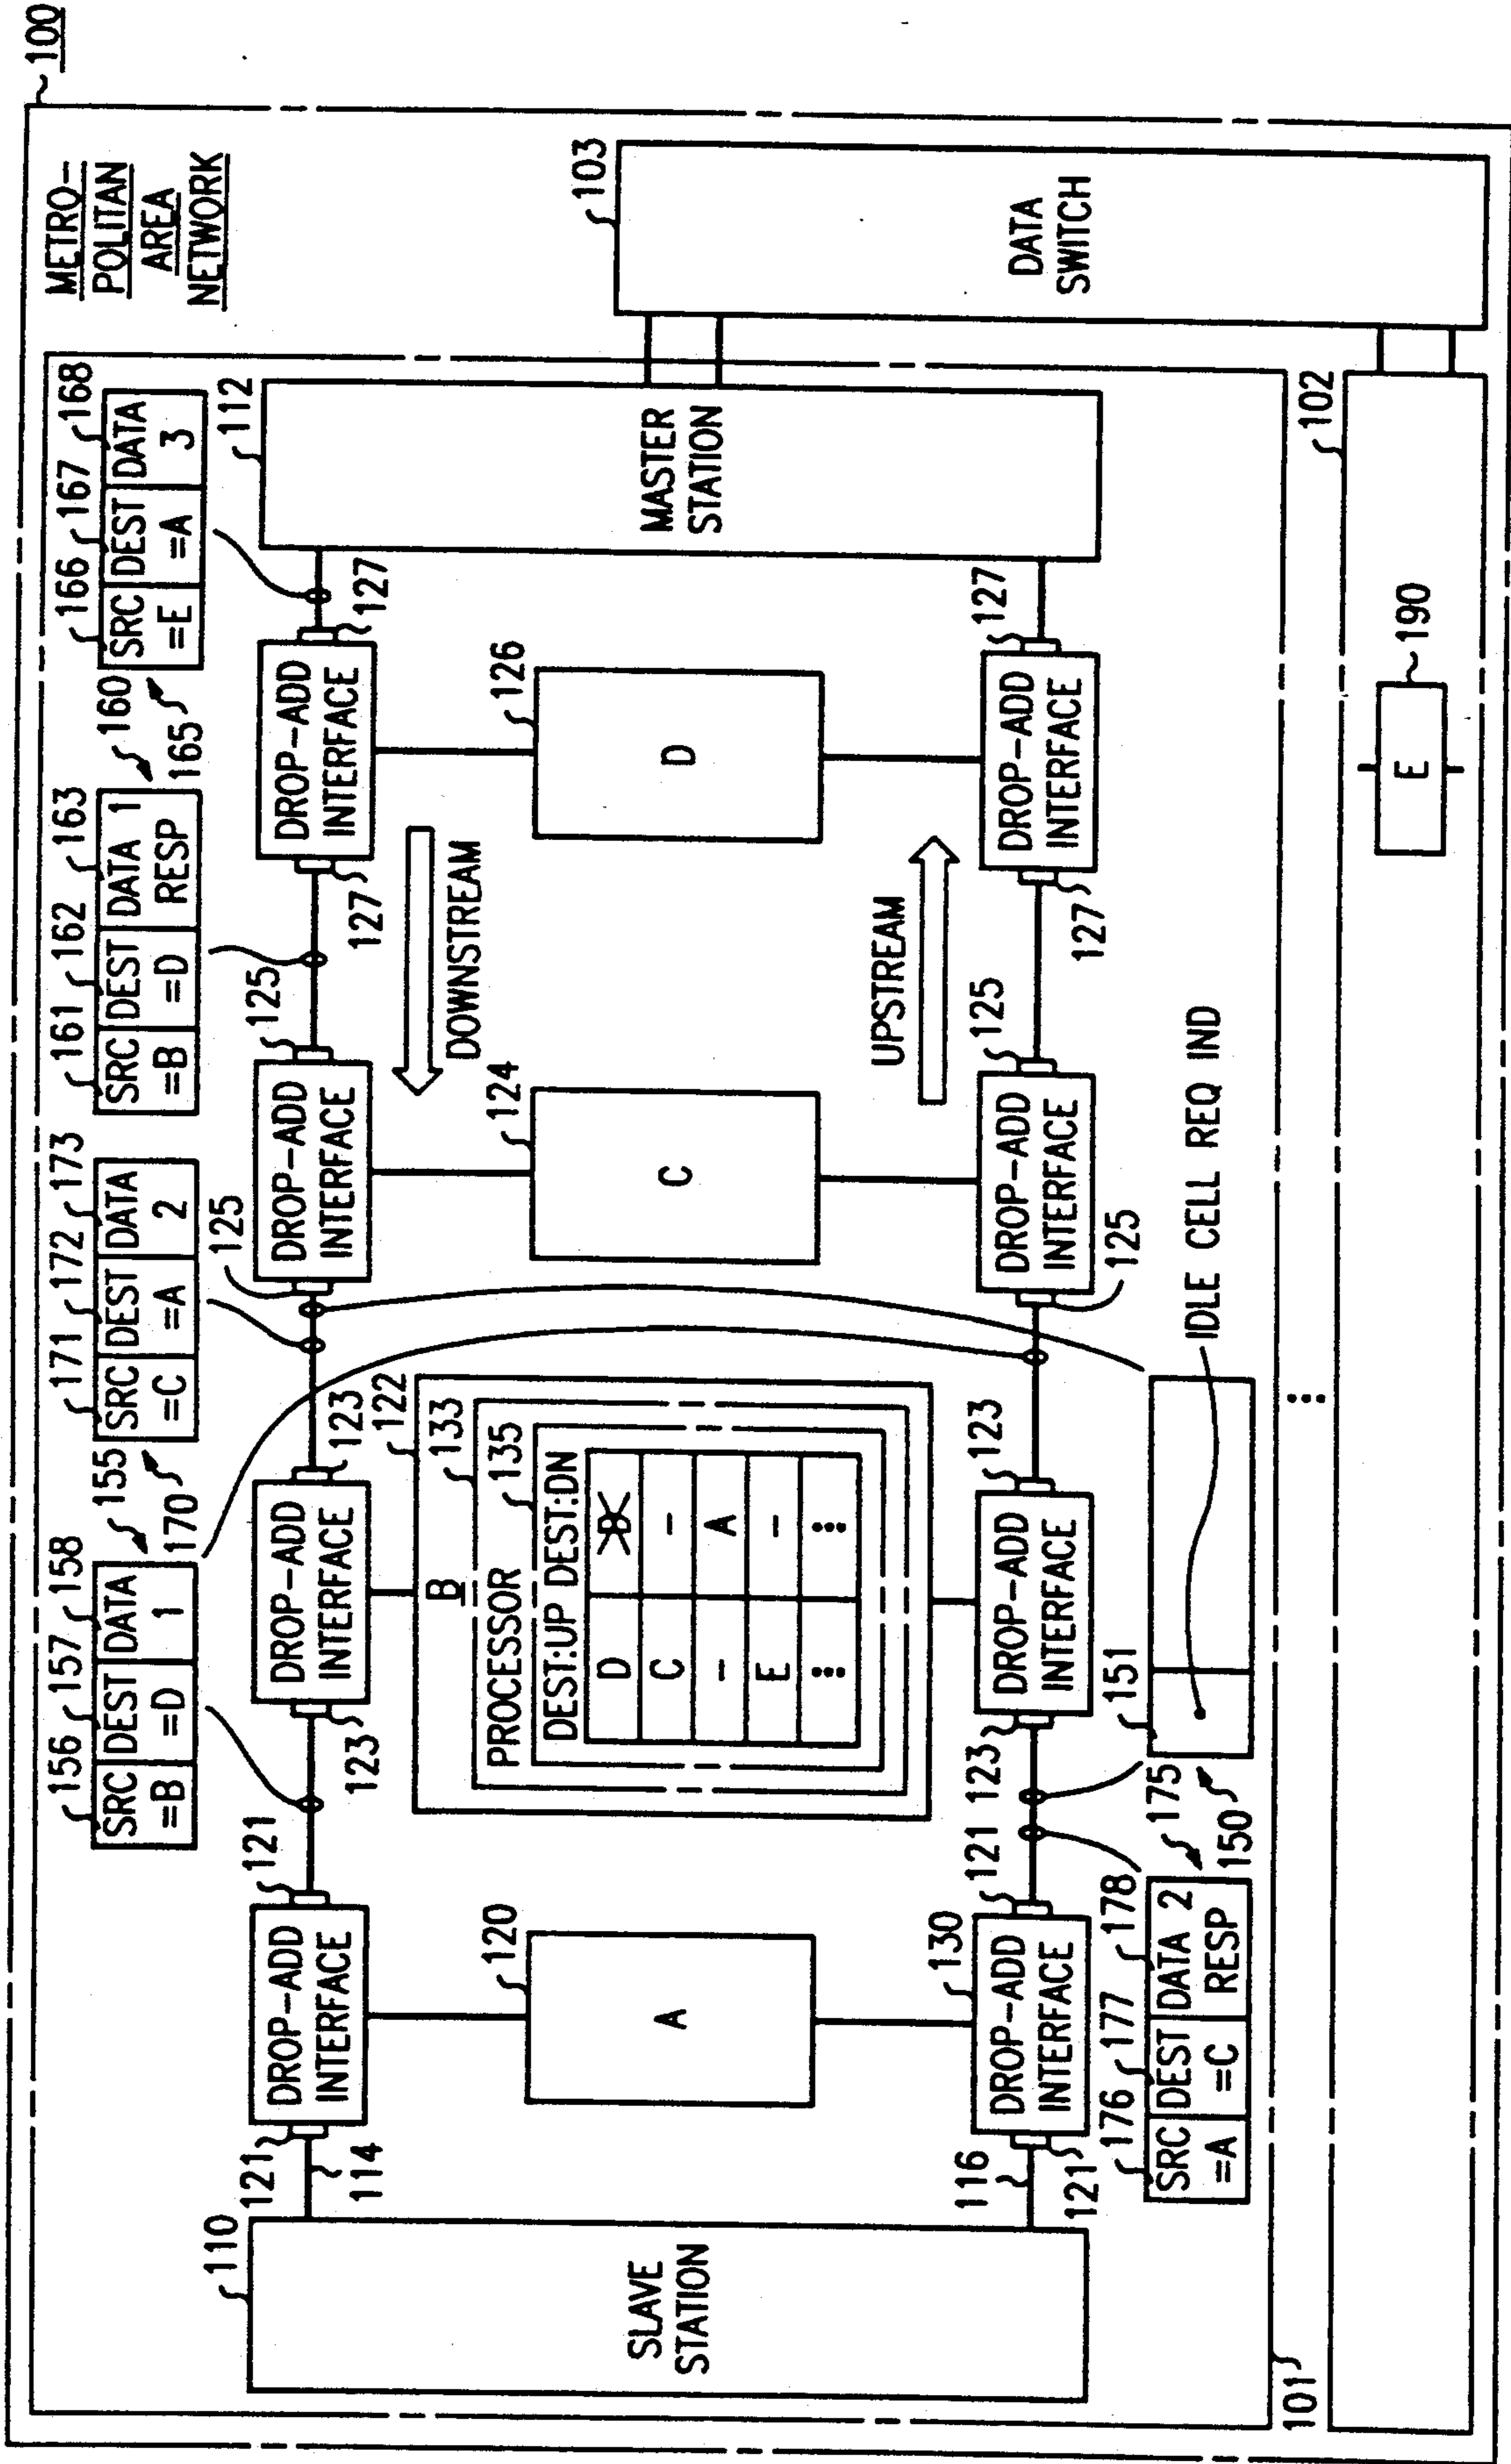 100
METRO-
POLITAN
AREA
NETWORK
103
DATA
SWITCH
112
MASTER
STATION
166 167 168
SRC DEST DATA
=E =A 3
165
160
161 162 163
SRC DEST DATA 1
=B =D RESP
171 172 173
SRC DEST DATA
=C =A 2
170
155
156 157 158
SRC DEST DATA
=B =D 1
110
SLAVE
STATION
121
114
DROP-ADD
INTERFACE
121
123
DROP-ADD
INTERFACE
123
125
DROP-ADD
INTERFACE
125
127
DROP-ADD
INTERFACE
127
DOWNSTREAM
UPSTREAM
120
A
122
B
133
PROCESSOR
135
DEST:UP DEST:DN
D B
C -
- A
E -
⋮ ⋮
124
C
126
D
116
121
130
DROP-ADD
INTERFACE
121
123
DROP-ADD
INTERFACE
123
125
DROP-ADD
INTERFACE
125
127
DROP-ADD
INTERFACE
127
176 177 178
SRC DEST DATA 2
=A =C RESP
175
150
151
IDLE CELL REQ IND
101
102
E
190